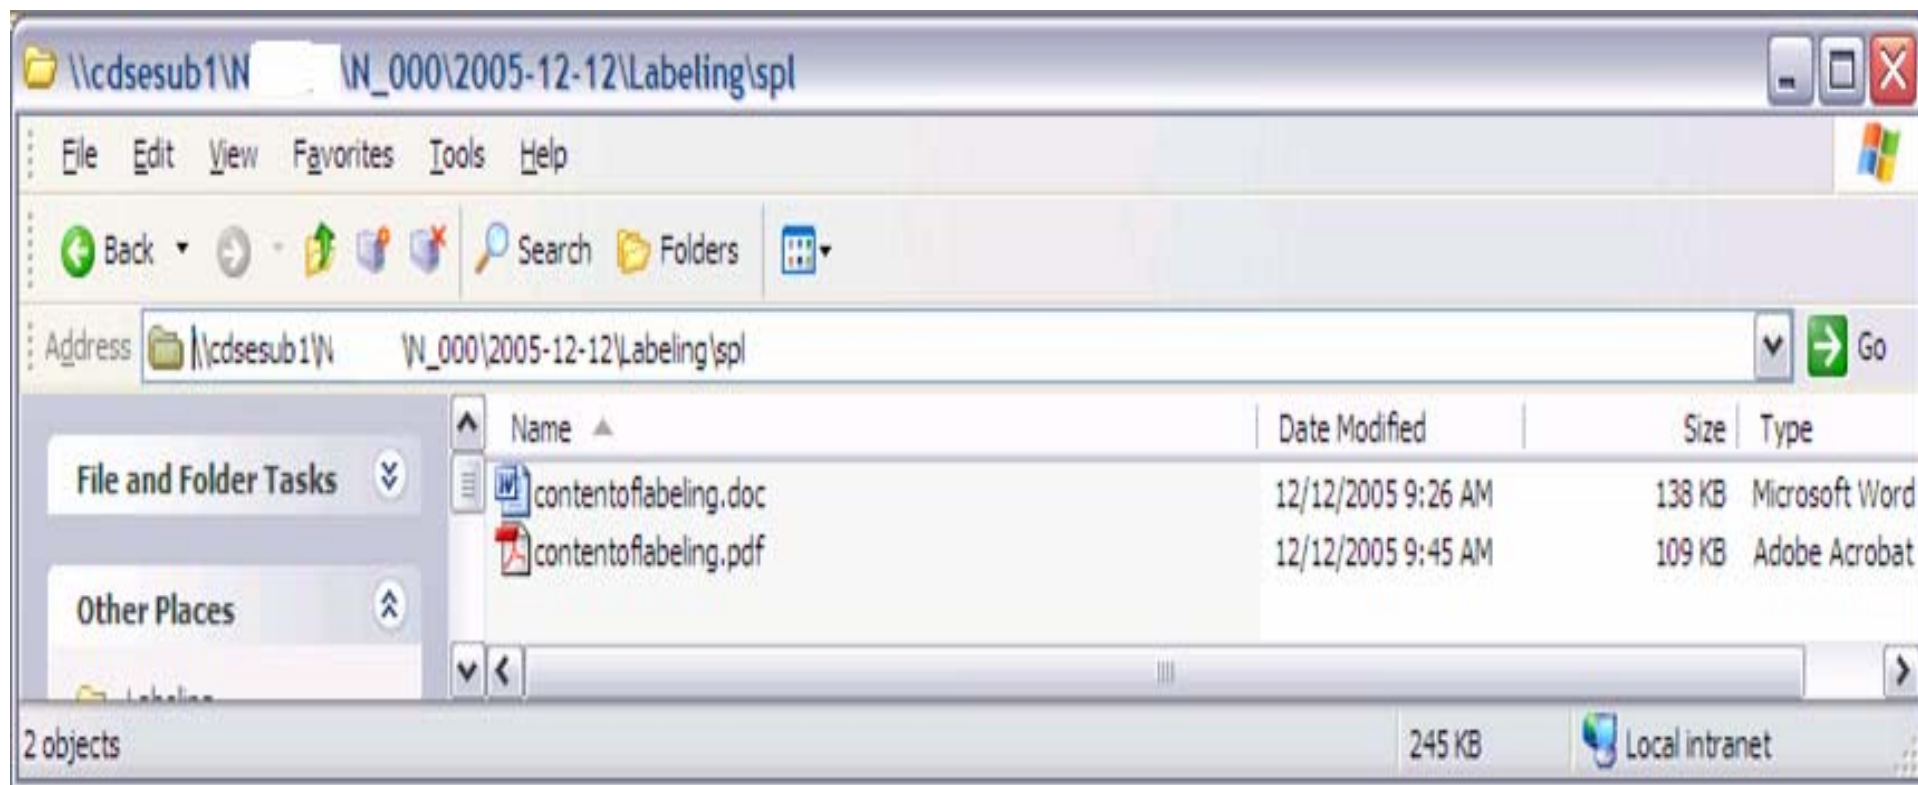 \\cdsesub1\N \N_000\2005-12-12\Labeling\spl
File Edit View Favorites Tools Help
Back Search Folders
Address \\cdsesub1\N \N_000\2005-12-12\Labeling\spl Go
Name Date Modified Size Type
File and Folder Tasks
contentoflabeling.doc 12/12/2005 9:26 AM 138 KB Microsoft Word
contentoflabeling.pdf 12/12/2005 9:45 AM 109 KB Adobe Acrobat
Other Places
Labeling
2 objects 245 KB Local intranet